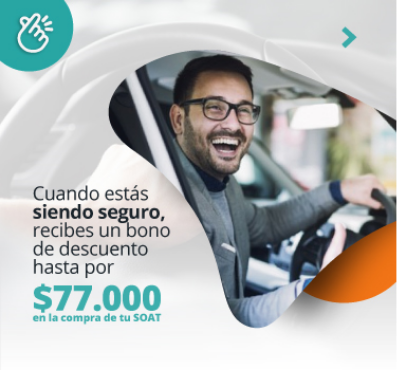 Cuando estás
siendo seguro,
recibes un bono
de descuento
hasta por
$77.000
en la compra de tu SOAT